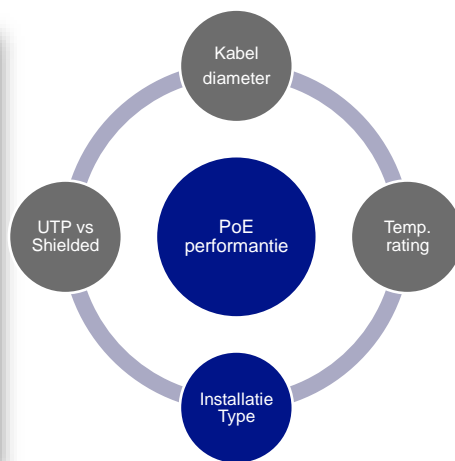 Kabel
diameter
UTP vs
Shielded
PoE
performantie
Temp.
rating
Installatie
Type